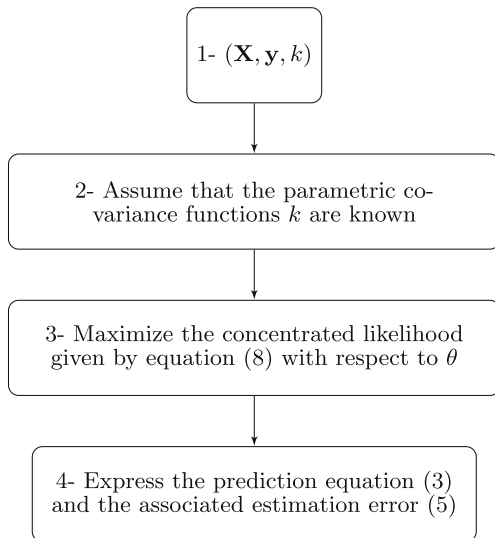 1- (X, y, k)
2- Assume that the parametric co-
variance functions k are known
3- Maximize the concentrated likelihood
given by equation (8) with respect to θ
4- Express the prediction equation (3)
and the associated estimation error (5)